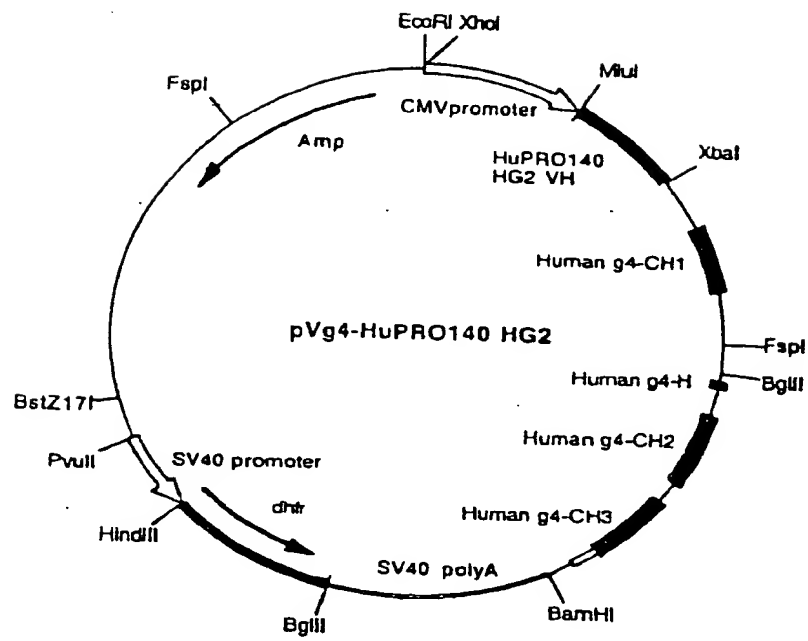 EcoRI XhoI
MluI
FspI
CMVpromoter
Amp
HuPRO140
HG2 VH
XbaI
Human g4-CH1
pVg4-HuPRO140 HG2
FspI
BglII
Human g4-H
BstZ17I
Human g4-CH2
PvuII
SV40 promoter
dhfr
Human g4-CH3
HindIII
SV40 polyA
BamHI
BglII